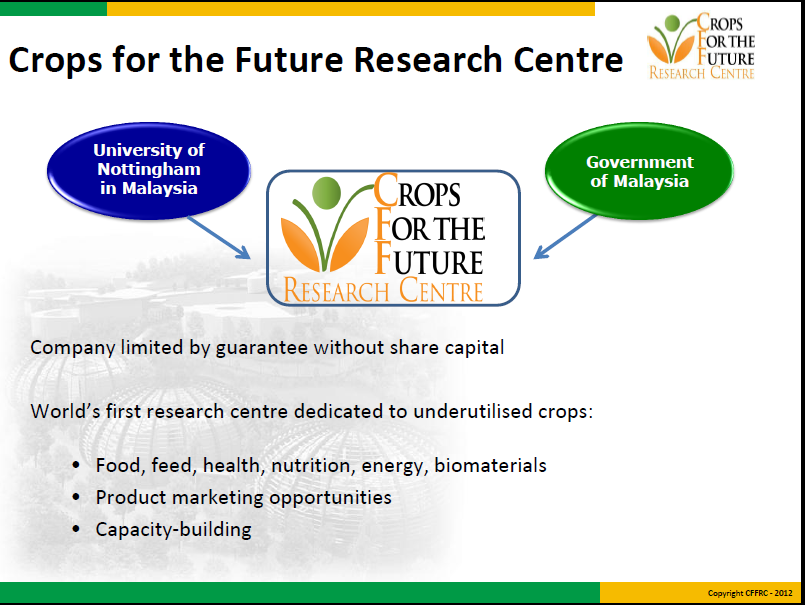 Crops for the Future Research Centre
CROPS
FOR THE
FUTURE
RESEARCH CENTRE
University of
Nottingham
in Malaysia
Government
of Malaysia
CROPS
FOR THE
FUTURE
RESEARCH CENTRE
Company limited by guarantee without share capital
World’s first research centre dedicated to underutilised crops:
• Food, feed, health, nutrition, energy, biomaterials
• Product marketing opportunities
• Capacity-building
Copyright CFFRC - 2012